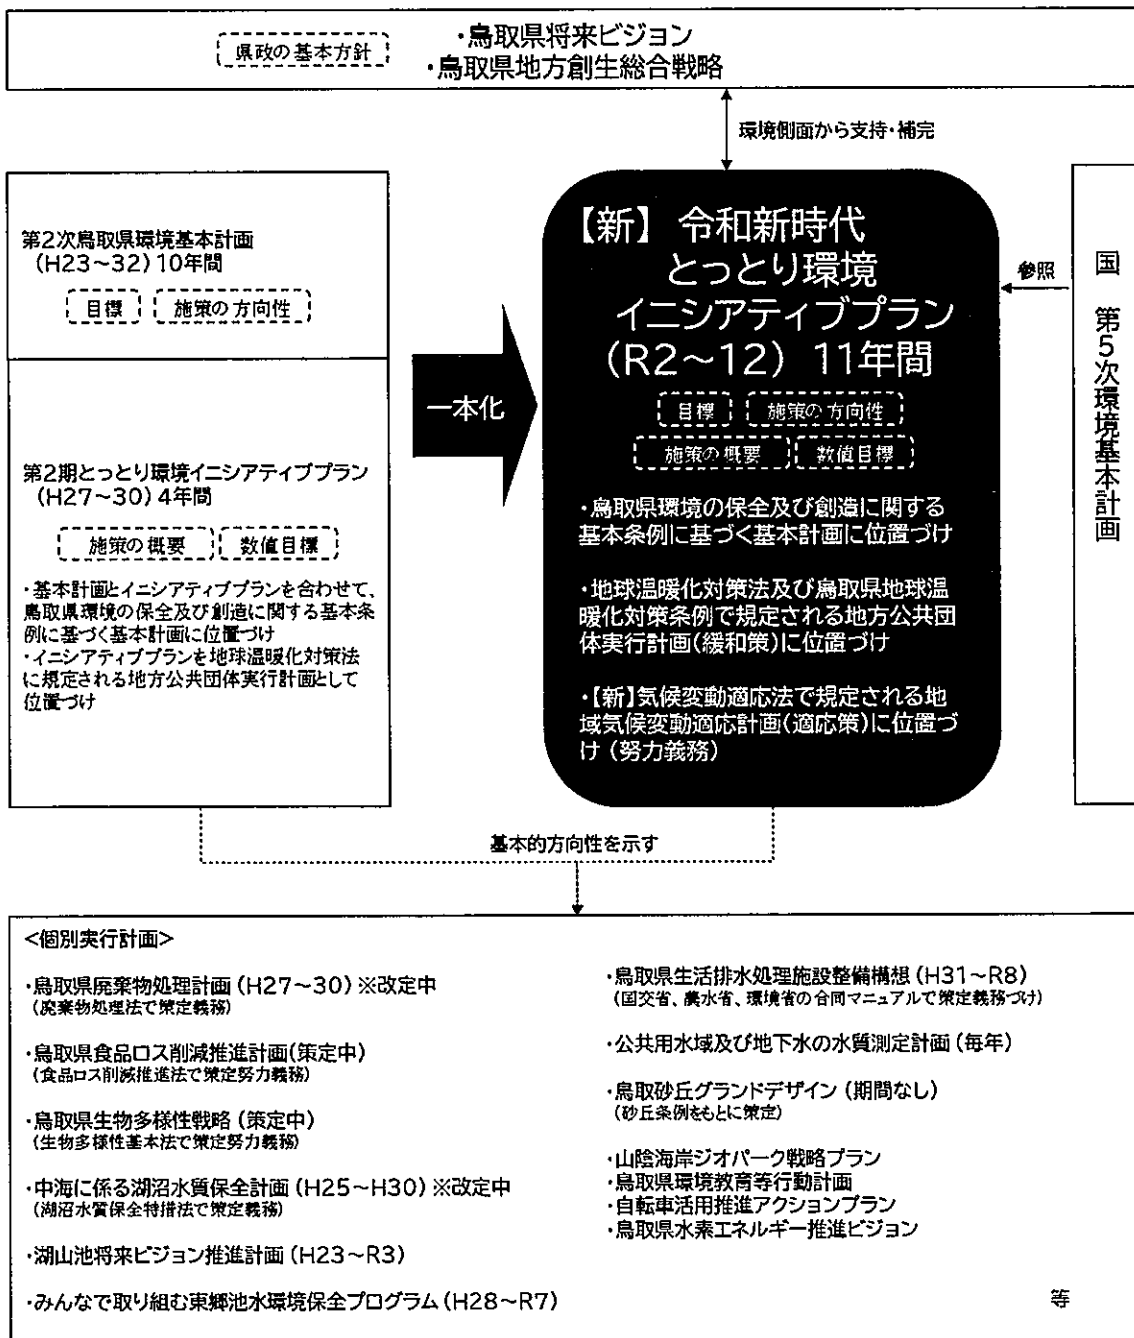 県政の基本方針
・鳥取県将来ビジョン
・鳥取県地方創生総合戦略
環境側面から支持・補完
第2次鳥取県環境基本計画
(H23～32) 10年間
目標 施策の方向性
第2期とっとり環境イニシアティブプラン
(H27～30) 4年間
施策の概要 数値目標
・基本計画とイニシアティブプランを合わせて、
鳥取県環境の保全及び創造に関する基本条
例に基づく基本計画に位置づけ
・イニシアティブプランを地球温暖化対策法
に規定される地方公共団体実行計画として
位置づけ
一本化
【新】 令和新時代
とっとり環境
イニシアティブプラン
(R2～12) 11年間
目標 施策の方向性
施策の概要 数値目標
・鳥取県環境の保全及び創造に関する
基本条例に基づく基本計画に位置づけ
・地球温暖化対策法及び鳥取県地球温
暖化対策条例で規定される地方公共団
体実行計画(緩和策)に位置づけ
・【新】気候変動適応法で規定される地
域気候変動適応計画(適応策)に位置づ
け (努力義務)
参照
国 第5次環境基本計画
基本的方向性を示す
<個別実行計画>
・鳥取県廃棄物処理計画 (H27～30) ※改定中
(廃棄物処理法で策定義務)
・鳥取県食品ロス削減推進計画(策定中)
(食品ロス削減推進法で策定努力義務)
・鳥取県生物多様性戦略 (策定中)
(生物多様性基本法で策定努力義務)
・中海に係る湖沼水質保全計画 (H25～H30) ※改定中
(湖沼水質保全特措法で策定義務)
・湖山池将来ビジョン推進計画 (H23～R3)
・みんなで取り組む東郷池水環境保全プログラム (H28～R7)
・鳥取県生活排水処理施設整備構想 (H31～R8)
(国交省、農水省、環境省の合同マニュアルで策定義務づけ)
・公共用水域及び地下水の水質測定計画 (毎年)
・鳥取砂丘グランドデザイン (期間なし)
(砂丘条例をもとに策定)
・山陰海岸ジオパーク戦略プラン
・鳥取県環境教育等行動計画
・自転車活用推進アクションプラン
・鳥取県水素エネルギー推進ビジョン
等